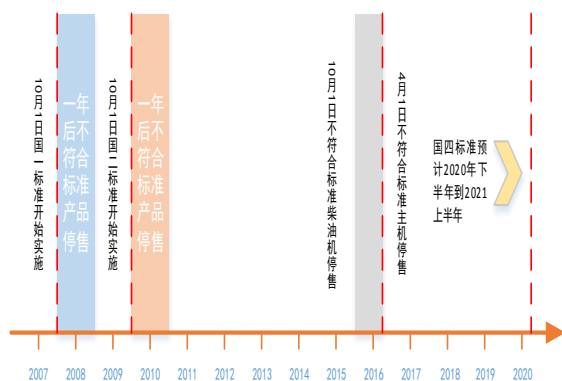 10月1日国一标准开始实施
一年
后不
符合
标准
产品
停售
10月1日国二标准开始实施
一年
后不
符合
标准
产品
停售
10月1日不符合标准柴油机停售
4月1日不符合标准主机停售
国四标准预
计2020年下
半年到2021
上半年
2007 2008 2009 2010 2011 2012 2013 2014 2015 2016 2017 2018 2019 2020